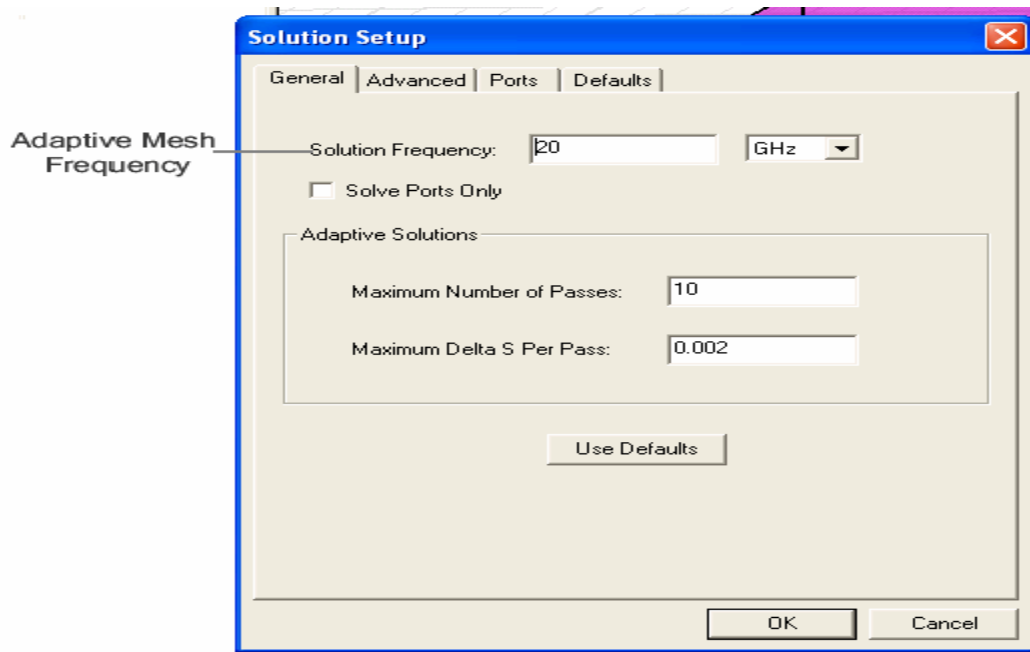 Solution Setup
General Advanced Ports Defaults
Adaptive Mesh
Frequency
Solution Frequency: 20 GHz
Solve Ports Only
Adaptive Solutions
Maximum Number of Passes: 10
Maximum Delta S Per Pass: 0.002
Use Defaults
OK Cancel